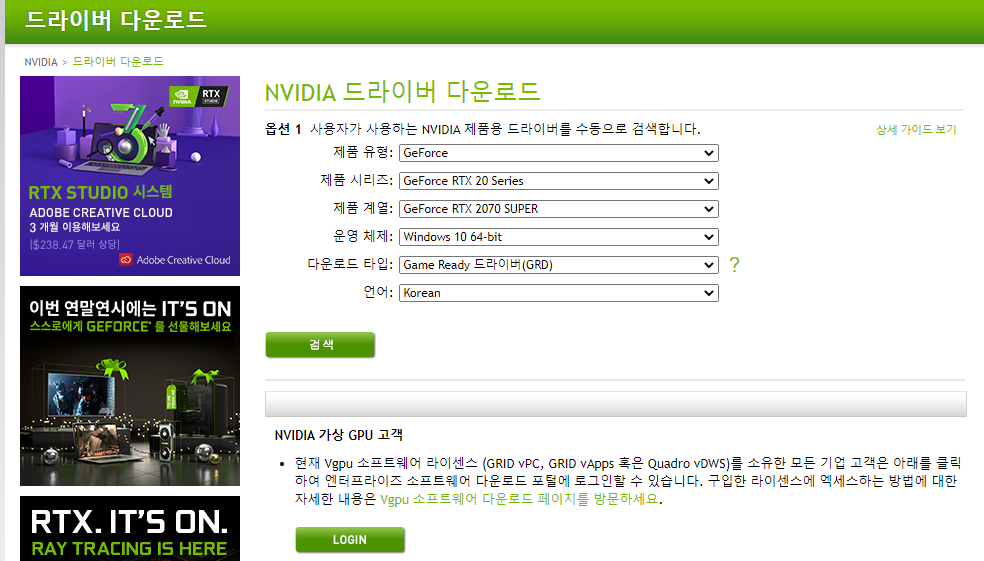 드라이버 다운로드
NVIDIA > 드라이버 다운로드
NVIDIA RTX STUDIO
RTX STUDIO 시스템
ADOBE CREATIVE CLOUD
3 개월 이용해보세요
[$238.47 달러 상당]
Adobe Creative Cloud
이번 연말연시에는 IT'S ON
스스로에게 GEFORCE® 를 선물해보세요
RTX. IT'S ON.
RAY TRACING IS HERE
NVIDIA 드라이버 다운로드
옵션 1 사용자가 사용하는 NVIDIA 제품용 드라이버를 수동으로 검색합니다.
상세 가이드 보기
제품 유형: GeForce
제품 시리즈: GeForce RTX 20 Series
제품 계열: GeForce RTX 2070 SUPER
운영 체제: Windows 10 64-bit
다운로드 타입: Game Ready 드라이버(GRD) ?
언어: Korean
검색
NVIDIA 가상 GPU 고객
• 현재 Vgpu 소프트웨어 라이센스 (GRID vPC, GRID vApps 혹은 Quadro vDWS)를 소유한 모든 기업 고객은 아래를 클릭
하여 엔터프라이즈 소프트웨어 다운로드 포털에 로그인할 수 있습니다. 구입한 라이센스에 엑세스하는 방법에 대한
자세한 내용은 Vgpu 소프트웨어 다운로드 페이지를 방문하세요.
LOGIN